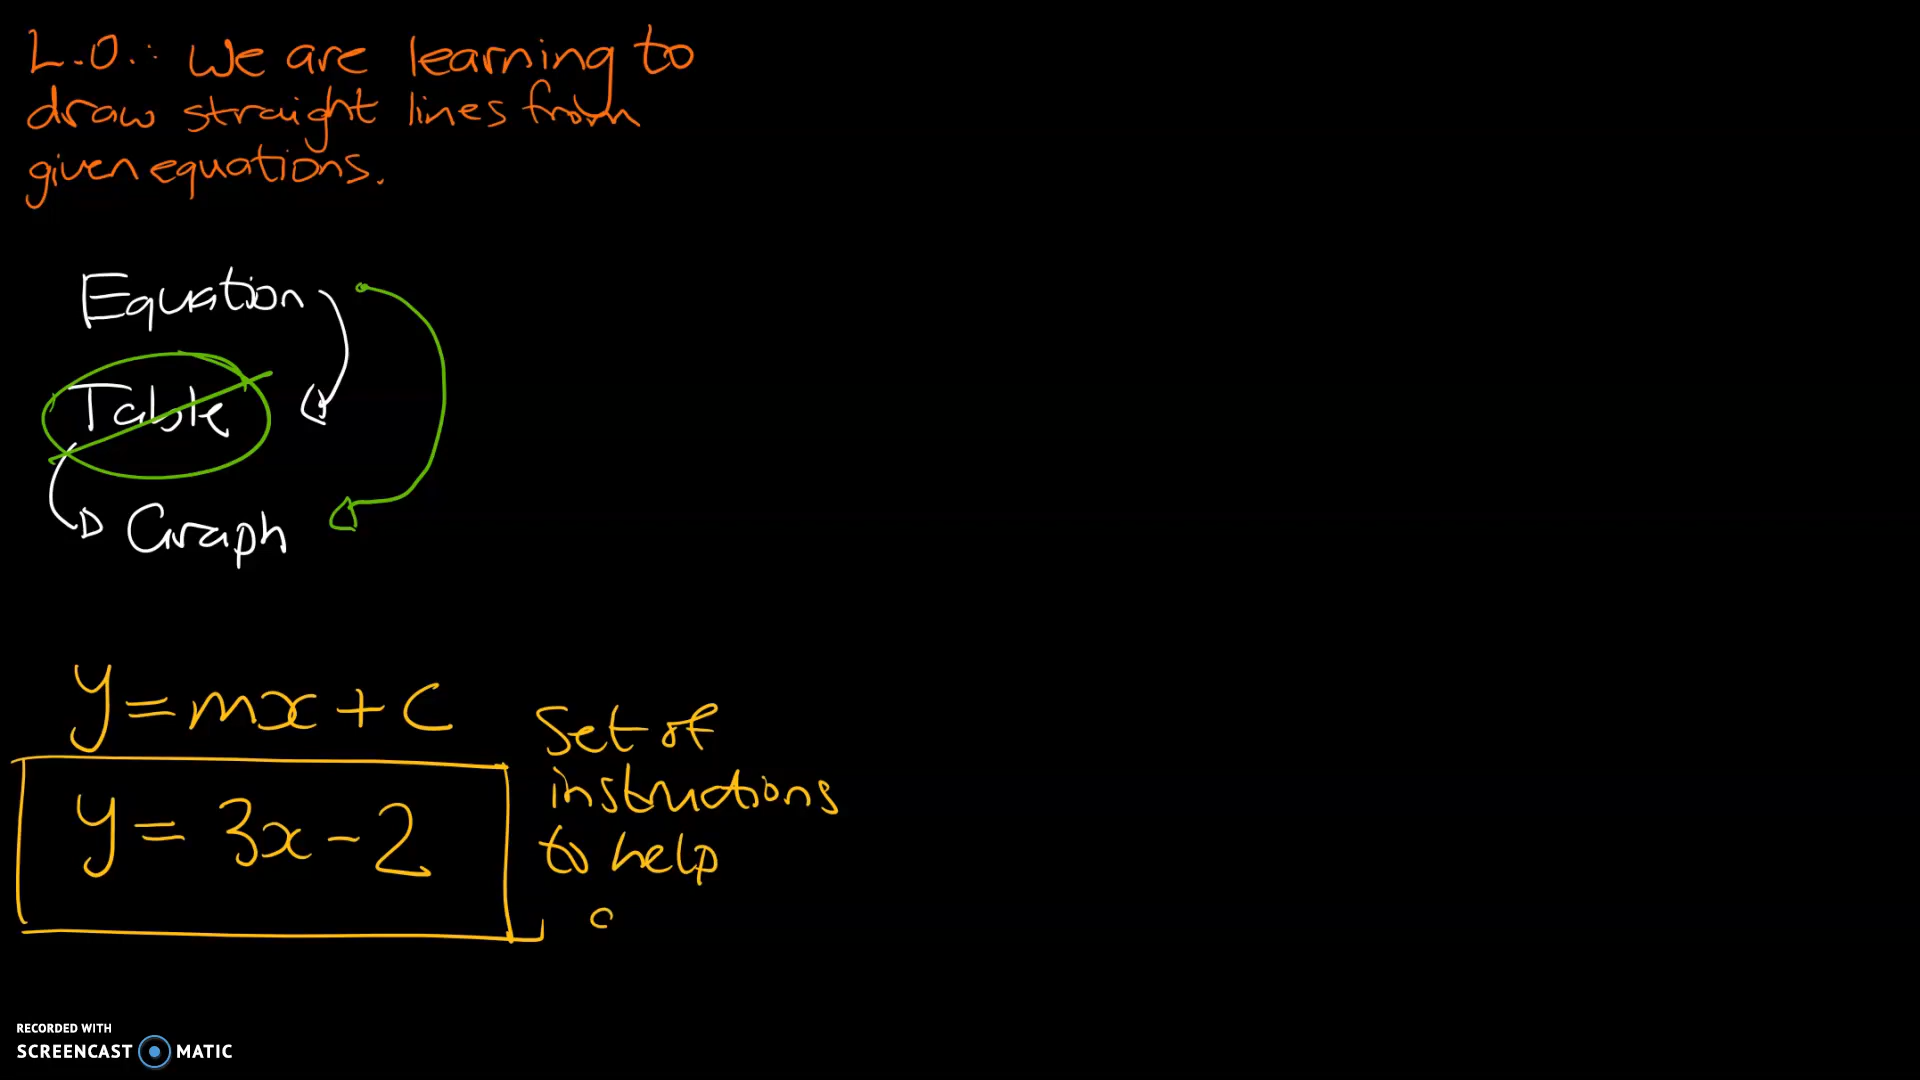 L.O.: We are learning to
draw straight lines from
given equations.
Equation
Table
Graph
y=mx+c
y= 3x-2
Set of
instructions
to help
c
RECORDED WITH
SCREENCAST MATIC